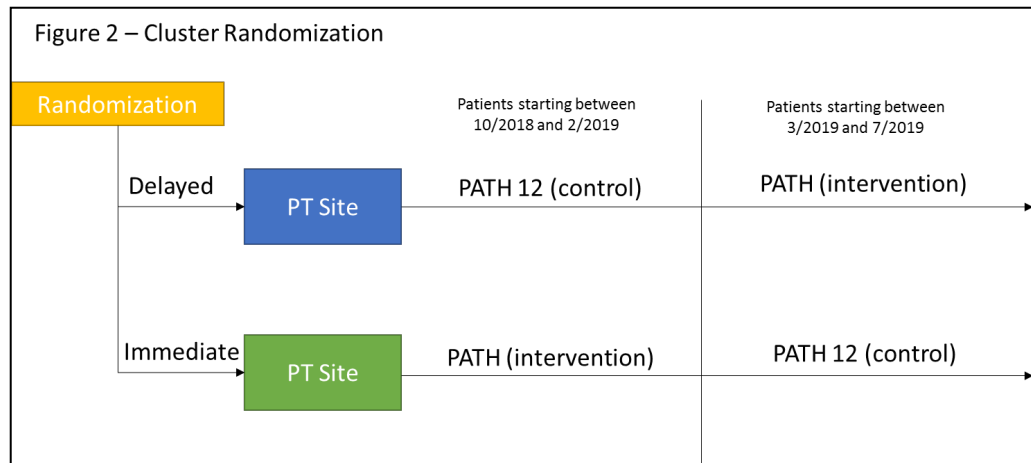 Figure 2 – Cluster Randomization
Randomization
Patients starting between
10/2018 and 2/2019
Patients starting between
3/2019 and 7/2019
Delayed
PT Site
PATH 12 (control)
PATH (intervention)
Immediate
PT Site
PATH (intervention)
PATH 12 (control)